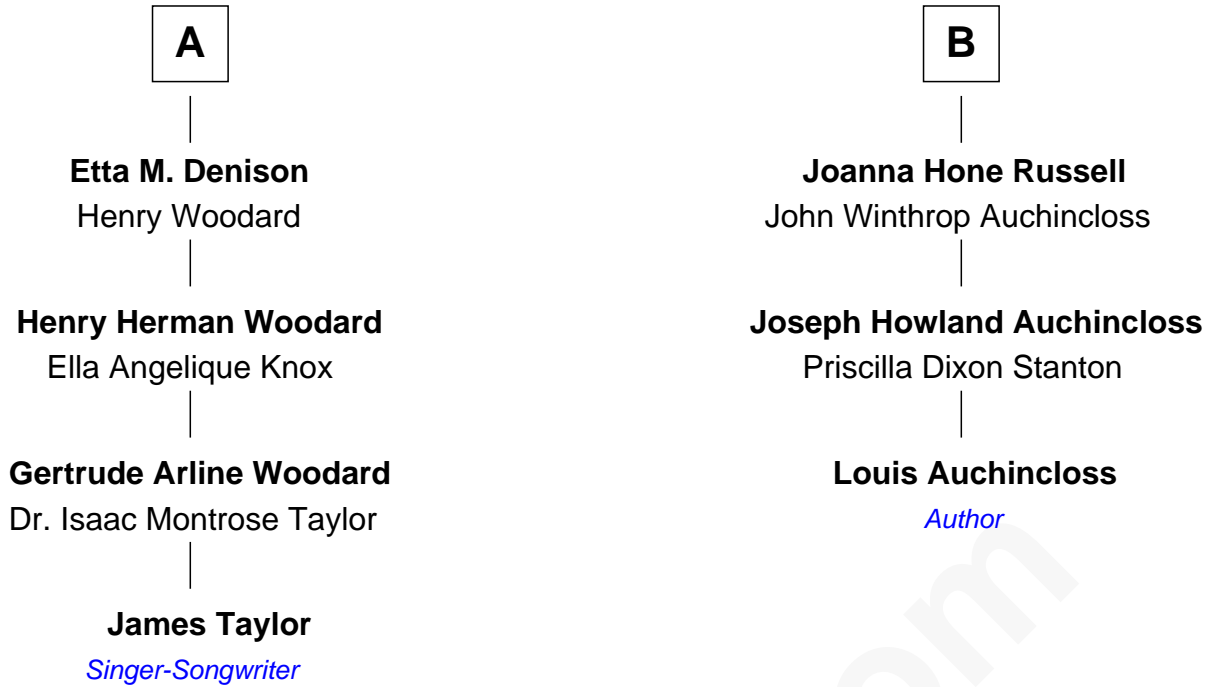 A
Etta M. Denison
Henry Woodard
Henry Herman Woodard
Ella Angelique Knox
Gertrude Arline Woodard
Dr. Isaac Montrose Taylor
James Taylor
Singer-Songwriter
B
Joanna Hone Russell
John Winthrop Auchincloss
Joseph Howland Auchincloss
Priscilla Dixon Stanton
Louis Auchincloss
Author
om